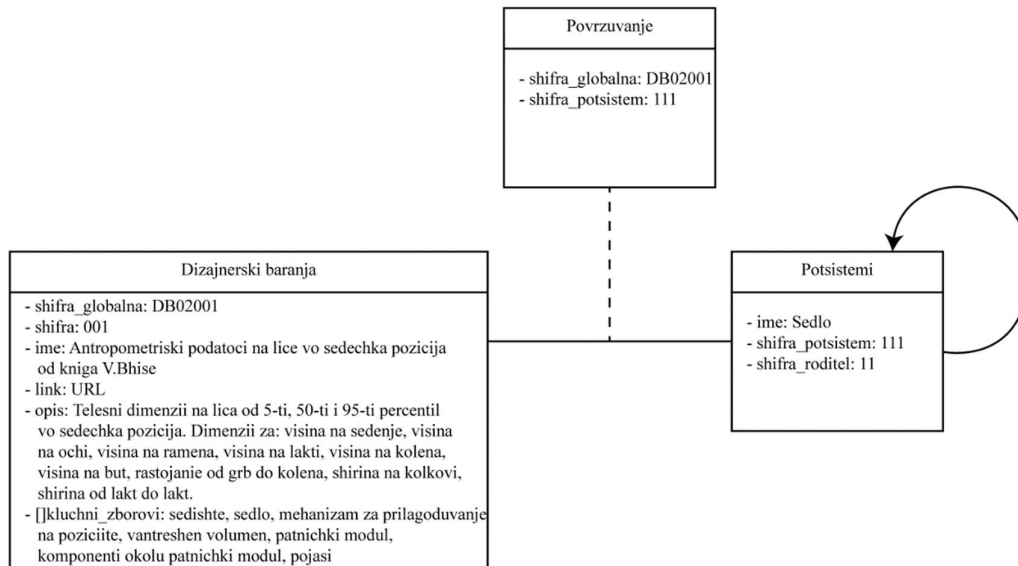 Povrzuvanje
- shifra_globalna: DB02001
- shifra_potsistem: 111
Dizajnerski baranja
- shifra_globalna: DB02001
- shifra: 001
- ime: Antropometriski podatoci na lice vo sedechka pozicija
od kniga V.Bhise
- link: URL
- opis: Telesni dimenzii na lica od 5-ti, 50-ti i 95-ti percentil
vo sedechka pozicija. Dimenzii za: visina na sedenje, visina
na ochi, visina na ramena, visina na lakti, visina na kolena,
visina na but, rastojanie od grb do kolena, shirina na kolkovi,
shirina od lakt do lakt.
- []kluchni_zborovi: sedishte, sedlo, mehanizam za prilagoduvanje
na poziciite, vantreshen volumen, patnichki modul,
komponenti okolu patnichki modul, pojasi
Potsistemi
- ime: Sedlo
- shifra_potsistem: 111
- shifra_roditel: 11